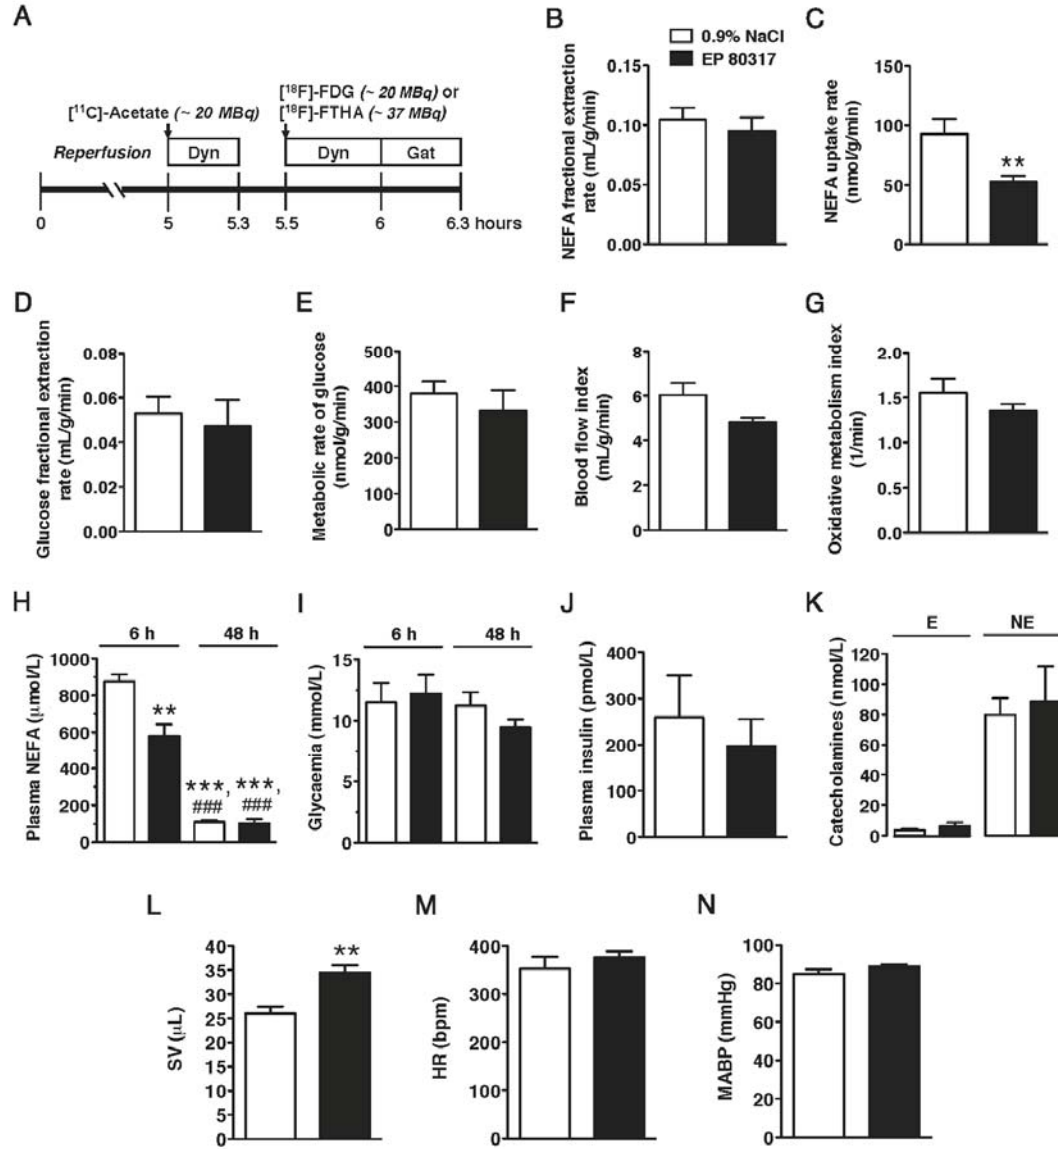 A
[¹¹C]-Acetate (~ 20 MBq)
[¹⁸F]-FDG (~ 20 MBq) or
[¹⁸F]-FTHA (~ 37 MBq)
Reperfusion
Dyn
Dyn
Gat
0
5
5.3
5.5
6
6.3 hours
B
0.9% NaCl
EP 80317
NEFA fractional extraction
rate (mL/g/min)
0.15
0.10
0.05
0.00
C
NEFA uptake rate
(nmol/g/min)
150
100
50
0
**
D
Glucose fractional extraction
rate (mL/g/min)
0.08
0.06
0.04
0.02
0.00
E
Metabolic rate of glucose
(nmol/g/min)
500
400
300
200
100
0
F
Blood flow index
(mL/g/min)
8
6
4
2
0
G
Oxidative metabolism index
(1/min)
2.0
1.5
1.0
0.5
0.0
H
6 h
48 h
Plasma NEFA (µmol/L)
1000
800
600
400
200
0
**
***,
###
***,
###
I
6 h
48 h
Glycaemia (mmol/L)
15
10
5
0
J
Plasma insulin (pmol/L)
400
300
200
100
0
K
E
NE
Catecholamines (nmol/L)
120
100
80
60
40
20
0
L
SV
(µL)
40
35
30
25
20
15
10
5
0
**
M
HR (bpm)
400
300
200
100
0
N
MABP (mmHg)
100
80
60
40
20
0